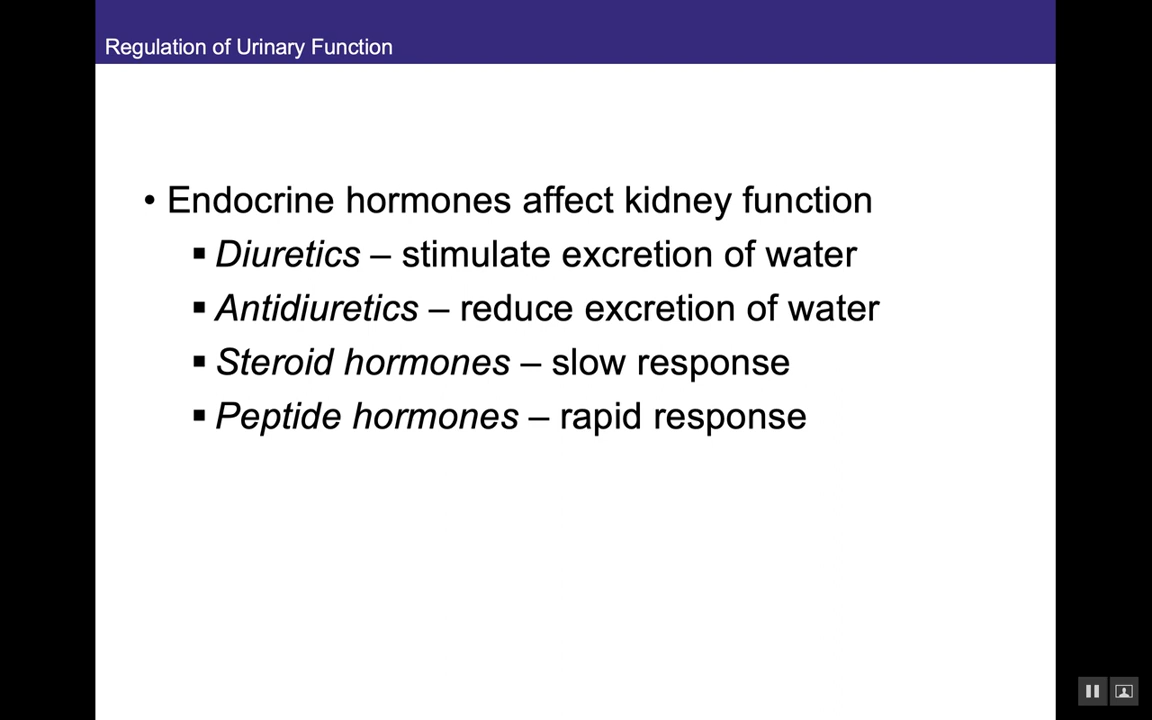 Regulation of Urinary Function
• Endocrine hormones affect kidney function
▪ Diuretics – stimulate excretion of water
▪ Antidiuretics – reduce excretion of water
▪ Steroid hormones – slow response
▪ Peptide hormones – rapid response